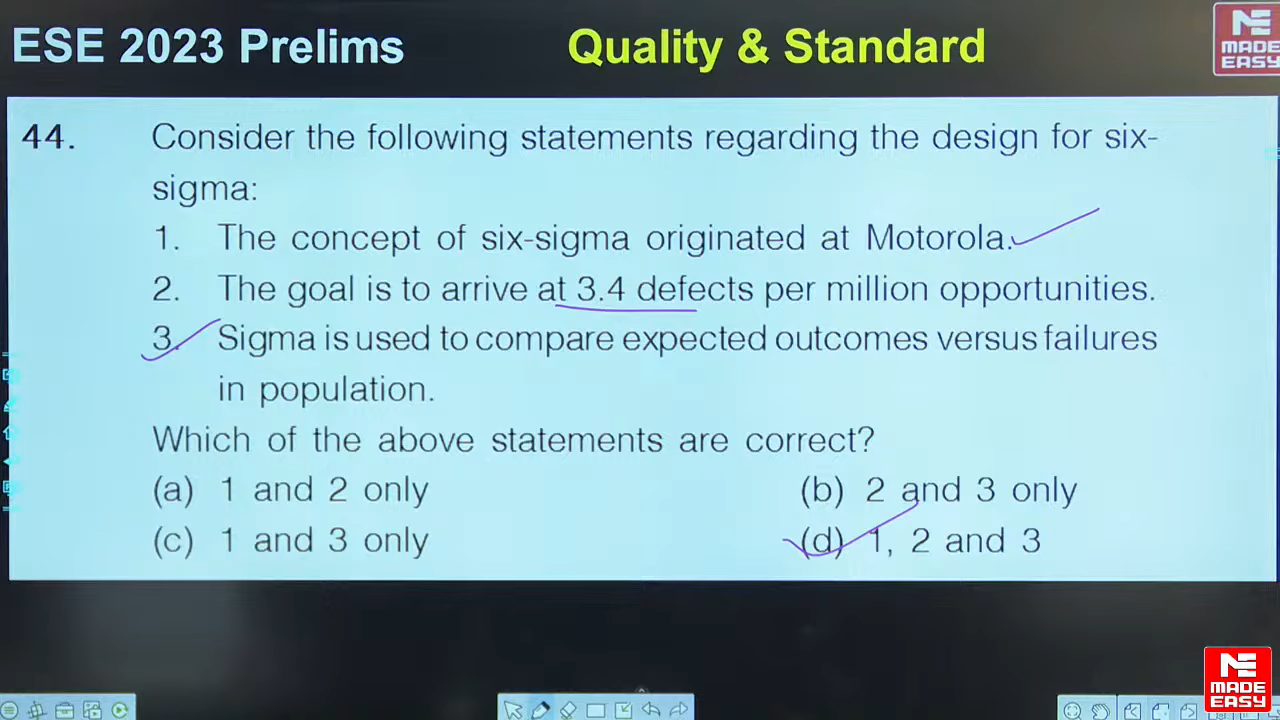 ESE 2023 Prelims Quality & Standard
NE
MADE
EASY
44. Consider the following statements regarding the design for six-
sigma:
1. The concept of six-sigma originated at Motorola.
2. The goal is to arrive at 3.4 defects per million opportunities.
3. Sigma is used to compare expected outcomes versus failures
in population.
Which of the above statements are correct?
(a) 1 and 2 only (b) 2 and 3 only
(c) 1 and 3 only (d) 1, 2 and 3
NE
MADE
EASY